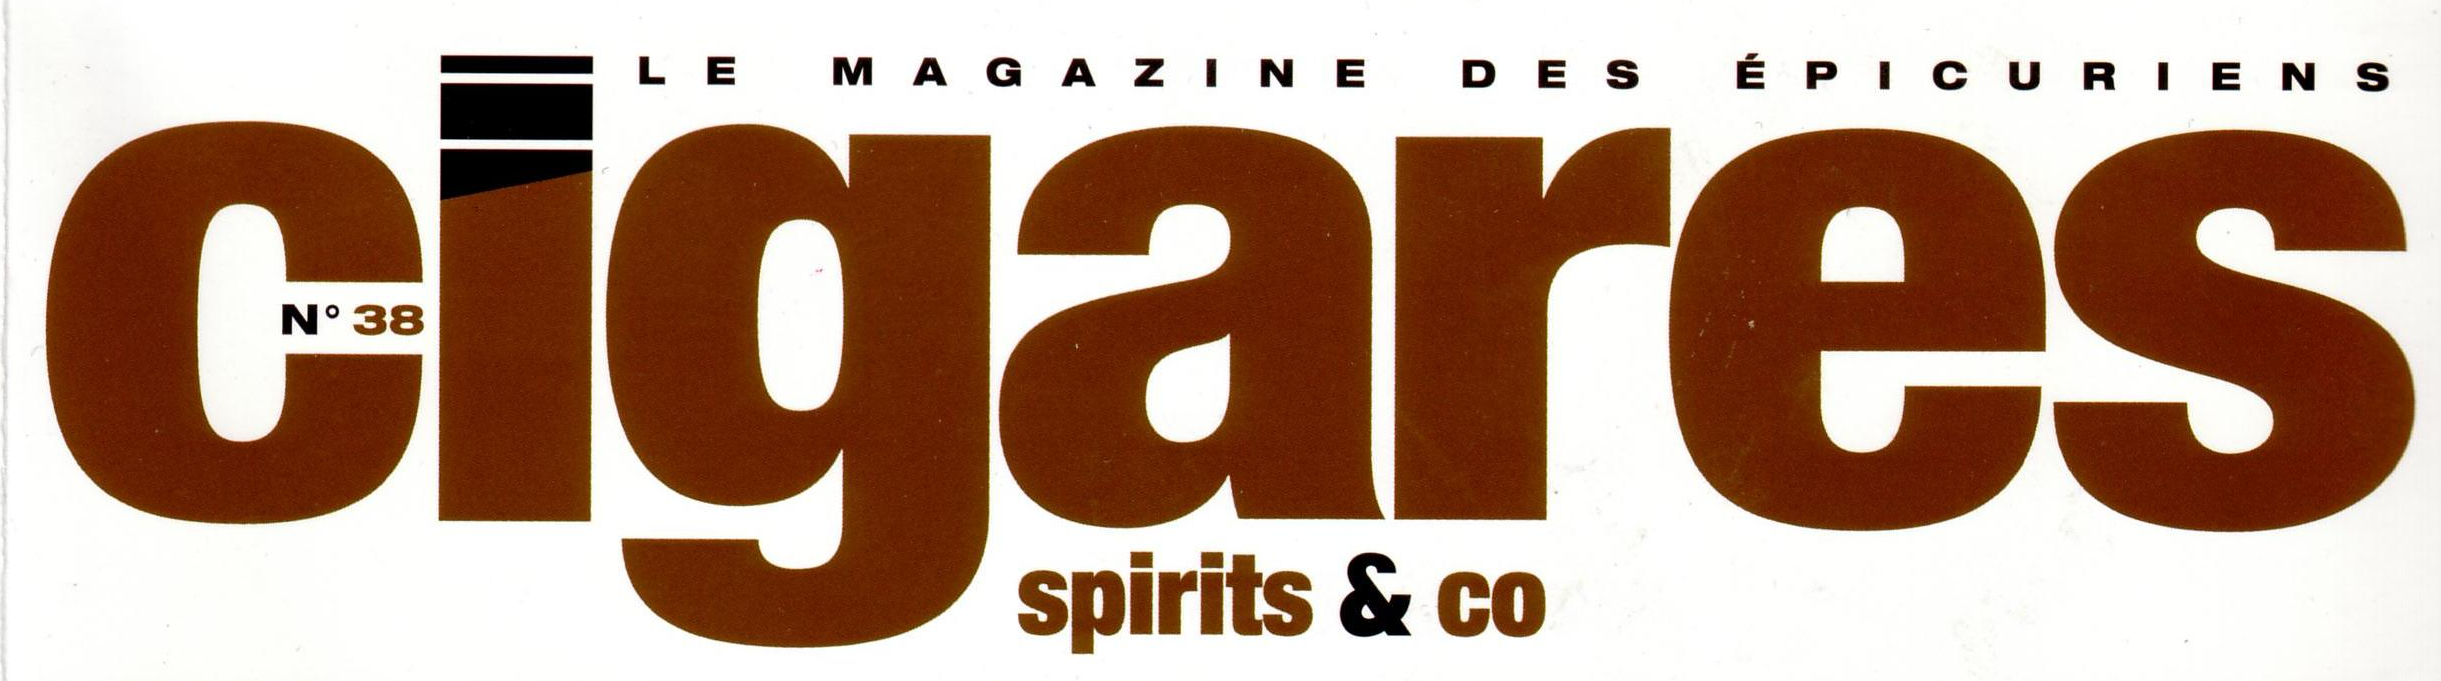 LE MAGAZINE DES ÉPICURIENS
cigares
N° 38
spirits & co